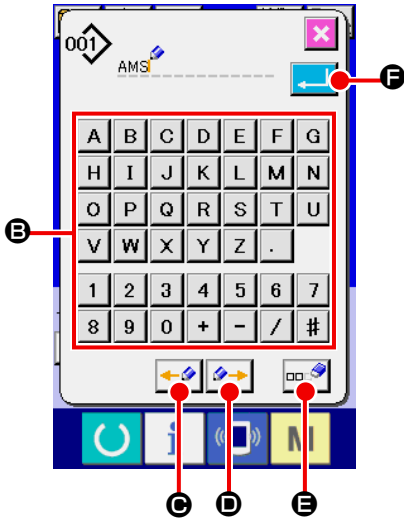 001
AMS
F
A B C D E F G
H I J K L M N
O P Q R S T U
B
V W X Y Z .
1 2 3 4 5 6 7
8 9 0 + - / #
i M
C D E